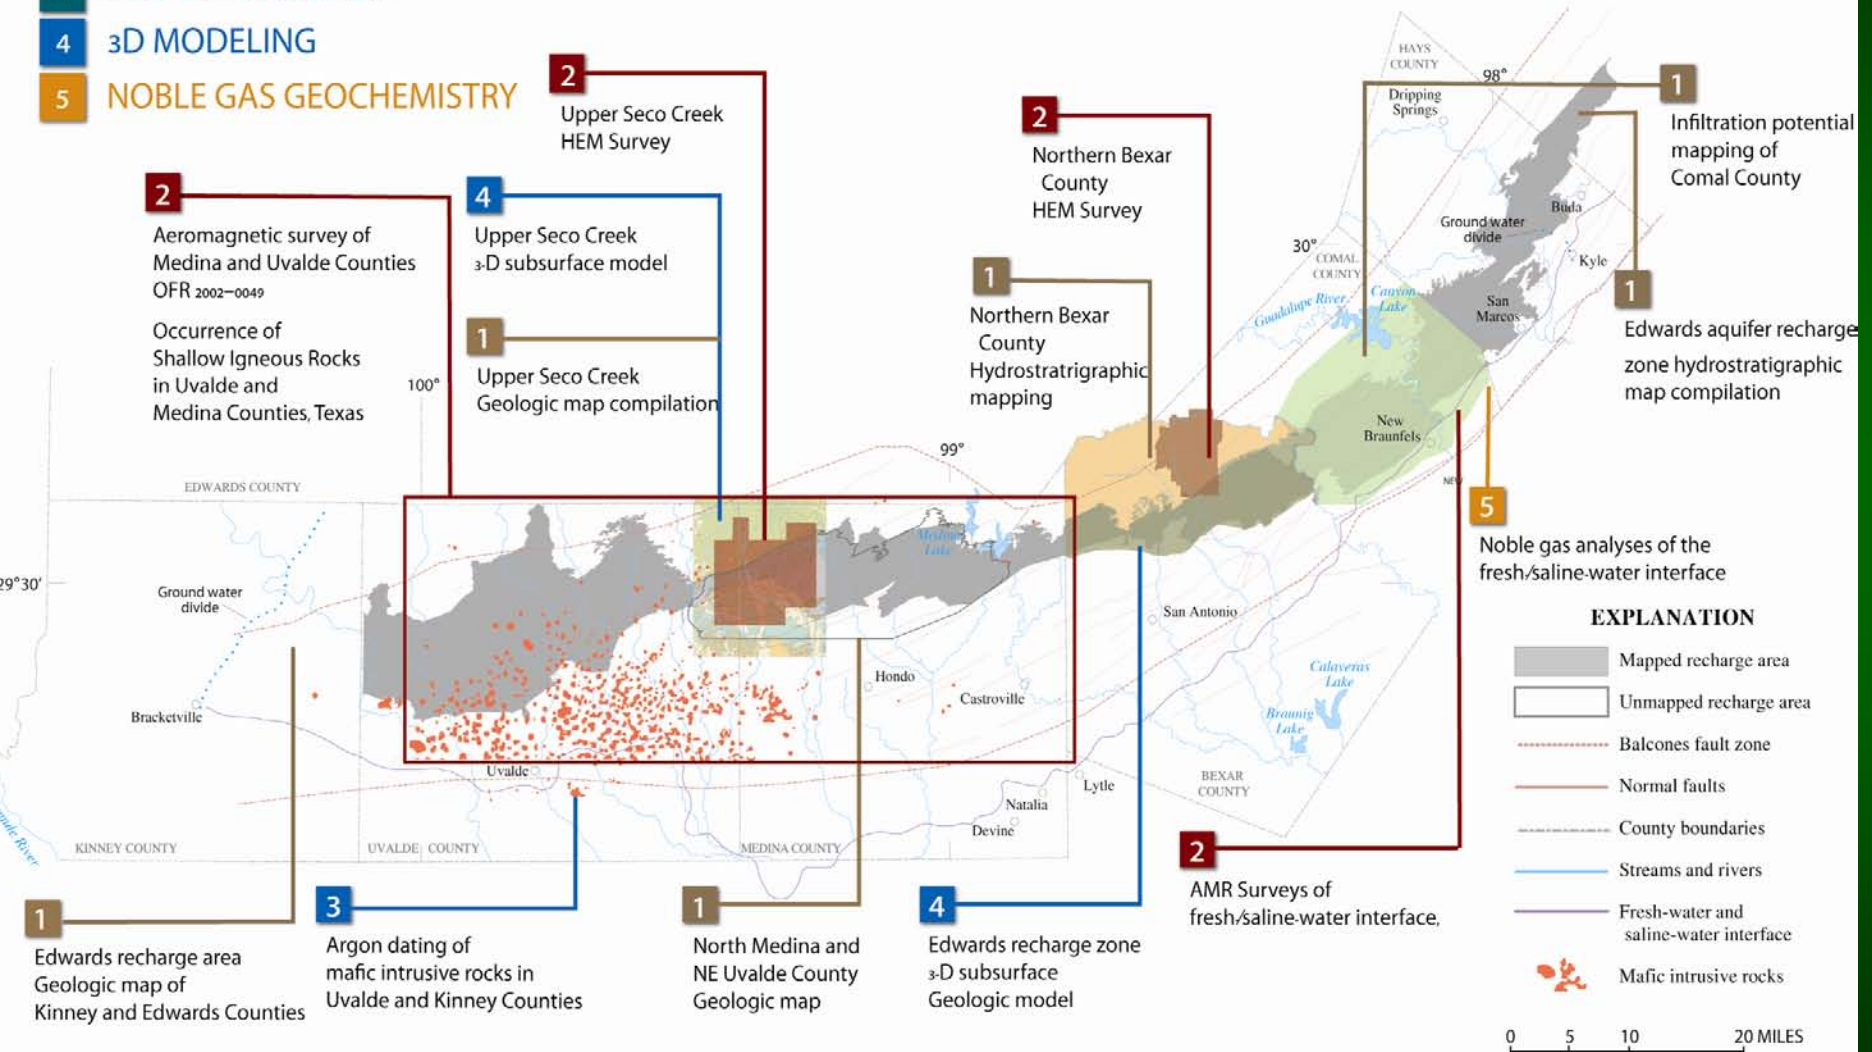 4 3D MODELING
5 NOBLE GAS GEOCHEMISTRY
2
Upper Seco Creek
HEM Survey
2
Aeromagnetic survey of
Medina and Uvalde Counties
OFR 2002–0049
Occurrence of
Shallow Igneous Rocks
in Uvalde and
Medina Counties, Texas
4
Upper Seco Creek
3-D subsurface model
1
Upper Seco Creek
Geologic map compilation
2
Northern Bexar
County
HEM Survey
1
Northern Bexar
County
Hydrostratrigraphic
mapping
1
Infiltration potential
mapping of
Comal County
1
Edwards aquifer recharge
zone hydrostratigraphic
map compilation
HAYS
COUNTY
98°
Dripping
Springs
Ground water
divide
Buda
Kyle
30°
COMAL
COUNTY
Guadalupe River
Canyon
Lake
San
Marcos
New
Braunfels
NEW
100°
99°
EDWARDS COUNTY
29°30'
Ground water
divide
Bracketville
Medina
Lake
Hondo
Castroville
San Antonio
Calaveras
Lake
Braunig
Lake
Uvalde
Lytle
Natalia
Devine
BEXAR
COUNTY
KINNEY COUNTY
UVALDE COUNTY
MEDINA COUNTY
River
5
Noble gas analyses of the
fresh/saline-water interface
1
Edwards recharge area
Geologic map of
Kinney and Edwards Counties
3
Argon dating of
mafic intrusive rocks in
Uvalde and Kinney Counties
1
North Medina and
NE Uvalde County
Geologic map
4
Edwards recharge zone
3-D subsurface
Geologic model
2
AMR Surveys of
fresh/saline-water interface,
EXPLANATION
Mapped recharge area
Unmapped recharge area
Balcones fault zone
Normal faults
County boundaries
Streams and rivers
Fresh-water and
saline-water interface
Mafic intrusive rocks
0 5 10 20 MILES